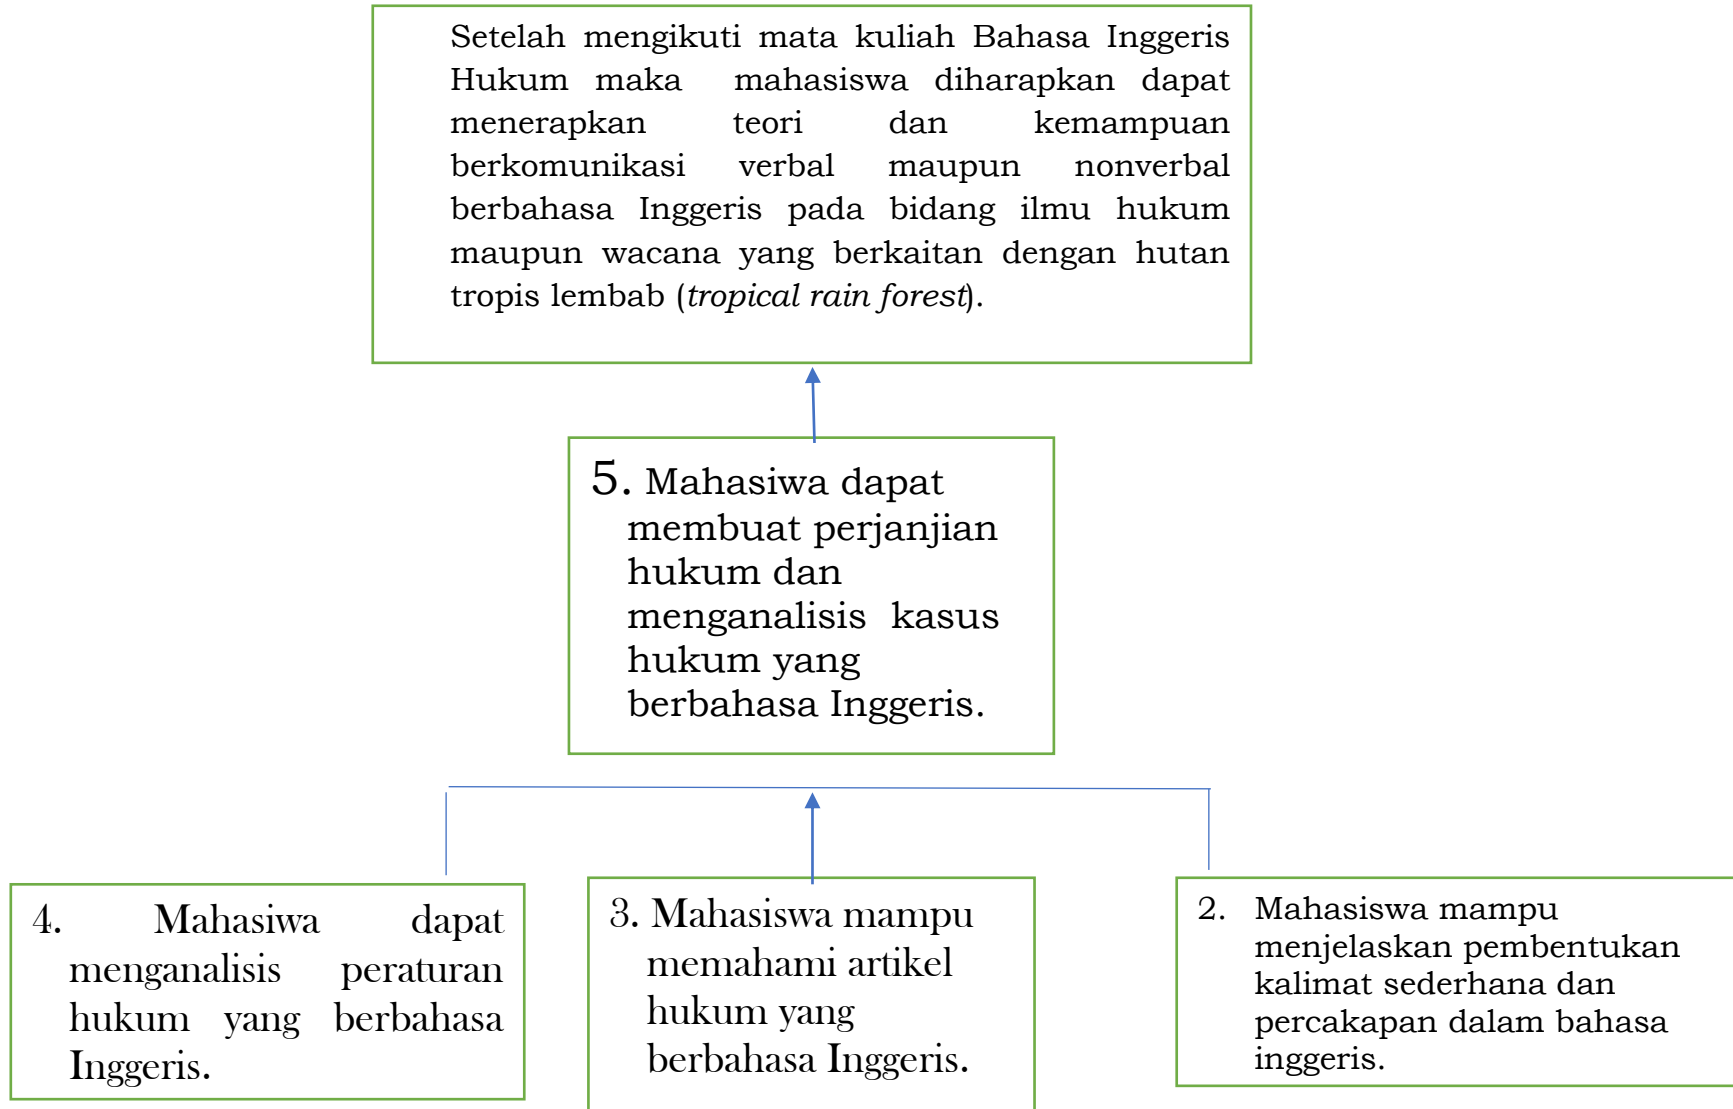 Setelah mengikuti mata kuliah Bahasa Inggeris
Hukum maka mahasiswa diharapkan dapat
menerapkan teori dan kemampuan
berkomunikasi verbal maupun nonverbal
berbahasa Inggeris pada bidang ilmu hukum
maupun wacana yang berkaitan dengan hutan
tropis lembab (tropical rain forest).
5. Mahasiwa dapat
membuat perjanjian
hukum dan
menganalisis kasus
hukum yang
berbahasa Inggeris.
4. Mahasiwa dapat
menganalisis peraturan
hukum yang berbahasa
Inggeris.
3. Mahasiswa mampu
memahami artikel
hukum yang
berbahasa Inggeris.
2. Mahasiswa mampu
menjelaskan pembentukan
kalimat sederhana dan
percakapan dalam bahasa
inggeris.